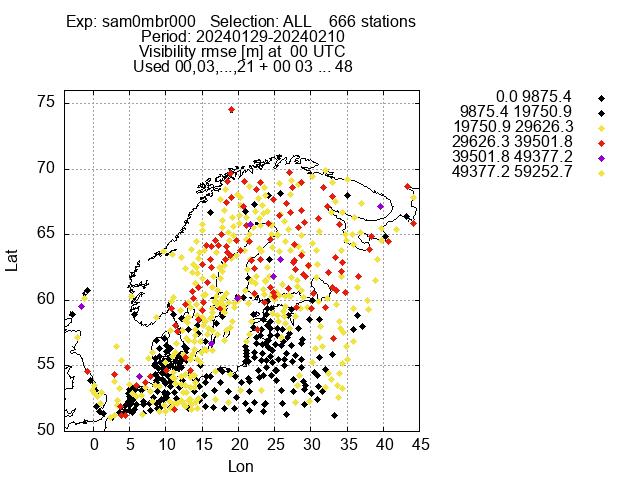 Exp: sam0mbr000   Selection: ALL    666 stations
Period: 20240129-20240210
Visibility rmse [m] at  00 UTC
Used 00,03,...,21 + 00 03 ... 48
0.0 9875.4
9875.4 19750.9
19750.9 29626.3
29626.3 39501.8
39501.8 49377.2
49377.2 59252.7
75
70
65
60
55
50
Lat
0 5 10 15 20 25 30 35 40 45
Lon